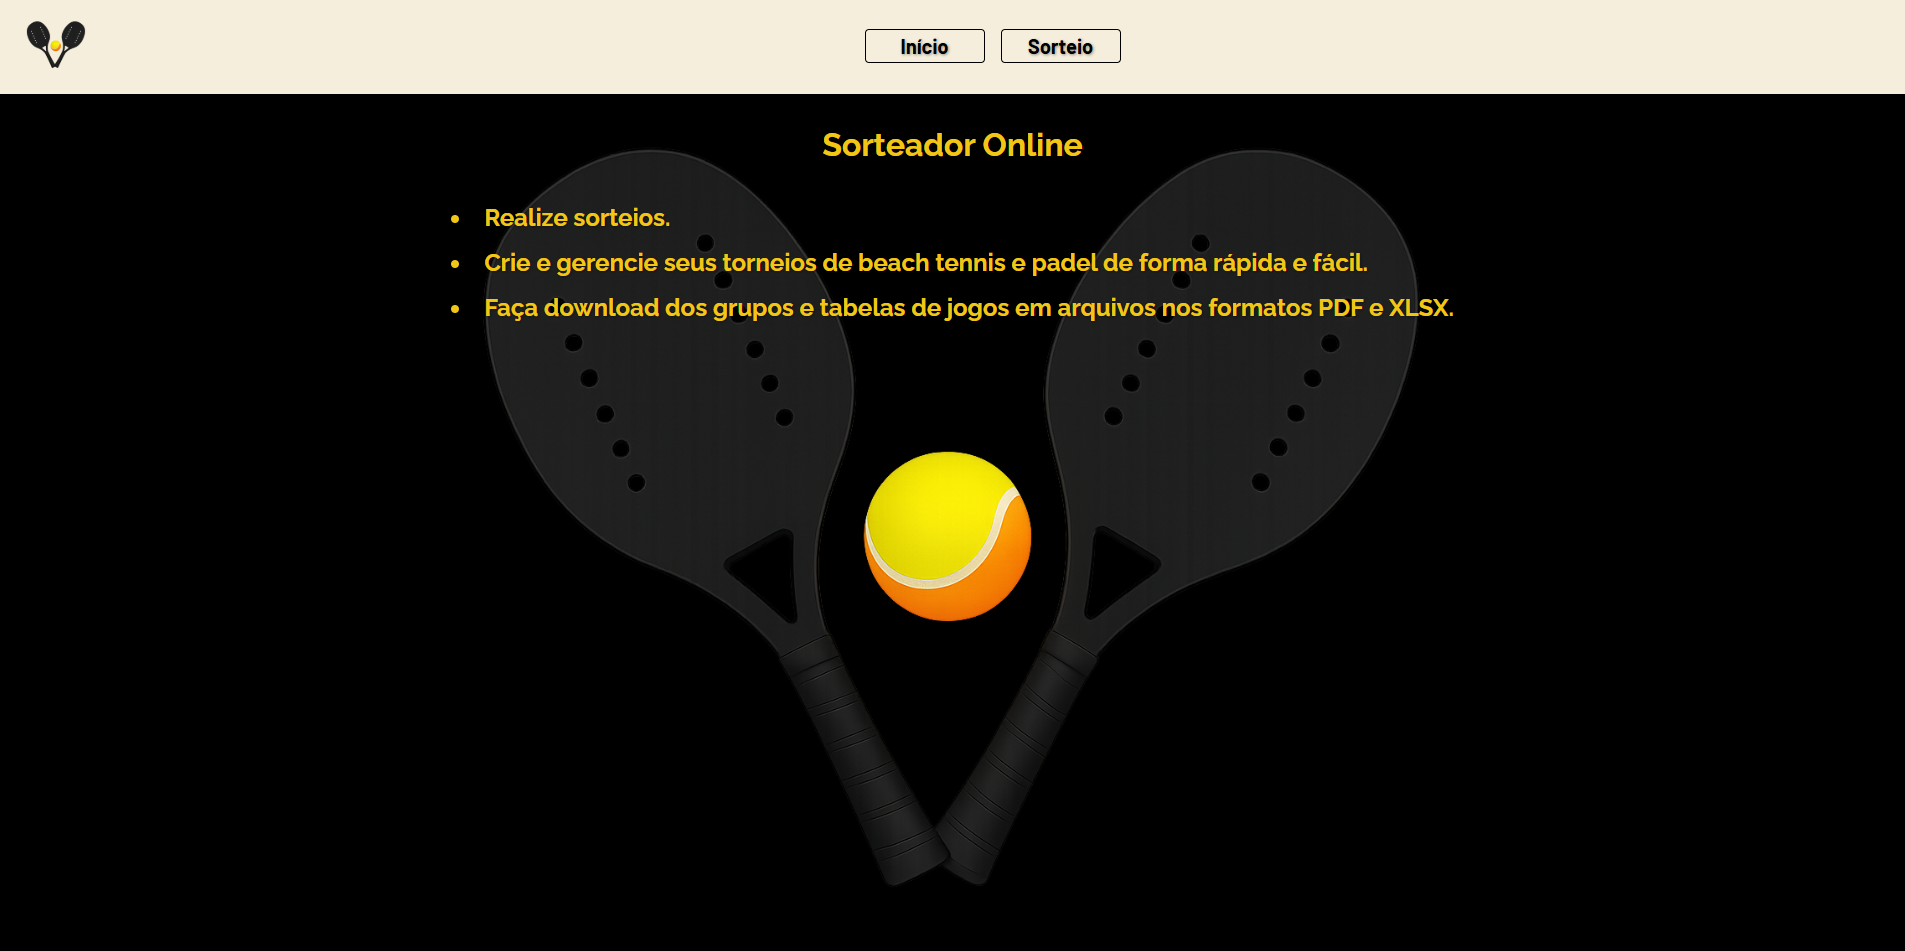 Início
Sorteio
Sorteador Online
Realize sorteios.
Crie e gerencie seus torneios de beach tennis e padel de forma rápida e fácil.
Faça download dos grupos e tabelas de jogos em arquivos nos formatos PDF e XLSX.